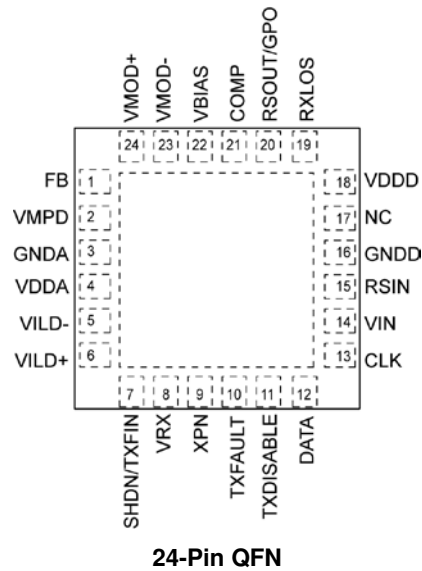 VMOD+ VMOD- VBIAS COMP RSOUT/GPO RXLOS
24 23 22 21 20 19
FB 1 18 VDDD
VMPD 2 17 NC
GNDA 3 16 GNDD
VDDA 4 15 RSIN
VILD- 5 14 VIN
VILD+ 6 13 CLK
7 8 9 10 11 12
SHDN/TXFIN VRX XPN TXFAULT TXDISABLE DATA
24-Pin QFN